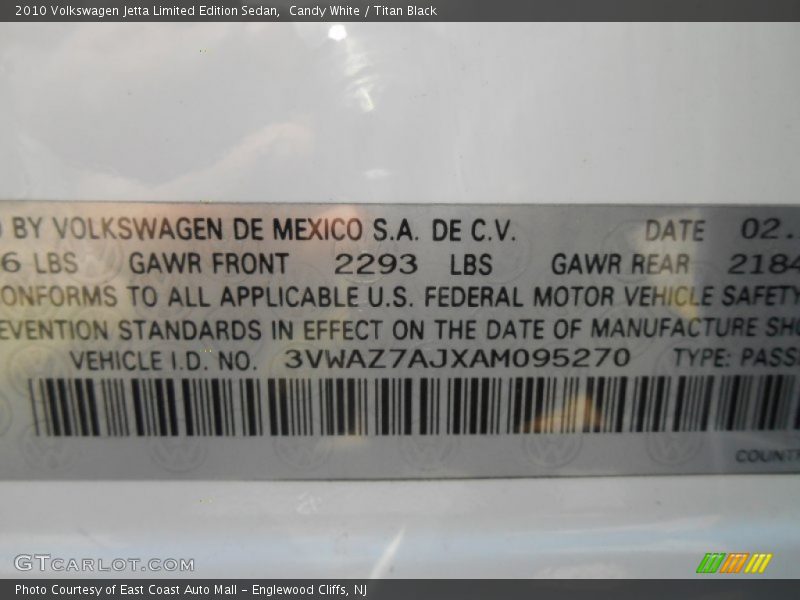 2010 Volkswagen Jetta Limited Edition Sedan, Candy White / Titan Black
BY VOLKSWAGEN DE MEXICO S.A. DE C.V. DATE 02.
6 LBS GAWR FRONT 2293 LBS GAWR REAR 2184
ONFORMS TO ALL APPLICABLE U.S. FEDERAL MOTOR VEHICLE SAFETY
EVENTION STANDARDS IN EFFECT ON THE DATE OF MANUFACTURE SHO
VEHICLE I.D. NO. 3VWAZ7AJXAM095270 TYPE: PASS
COUNT
GTCARLOT.COM
Photo Courtesy of East Coast Auto Mall – Englewood Cliffs, NJ